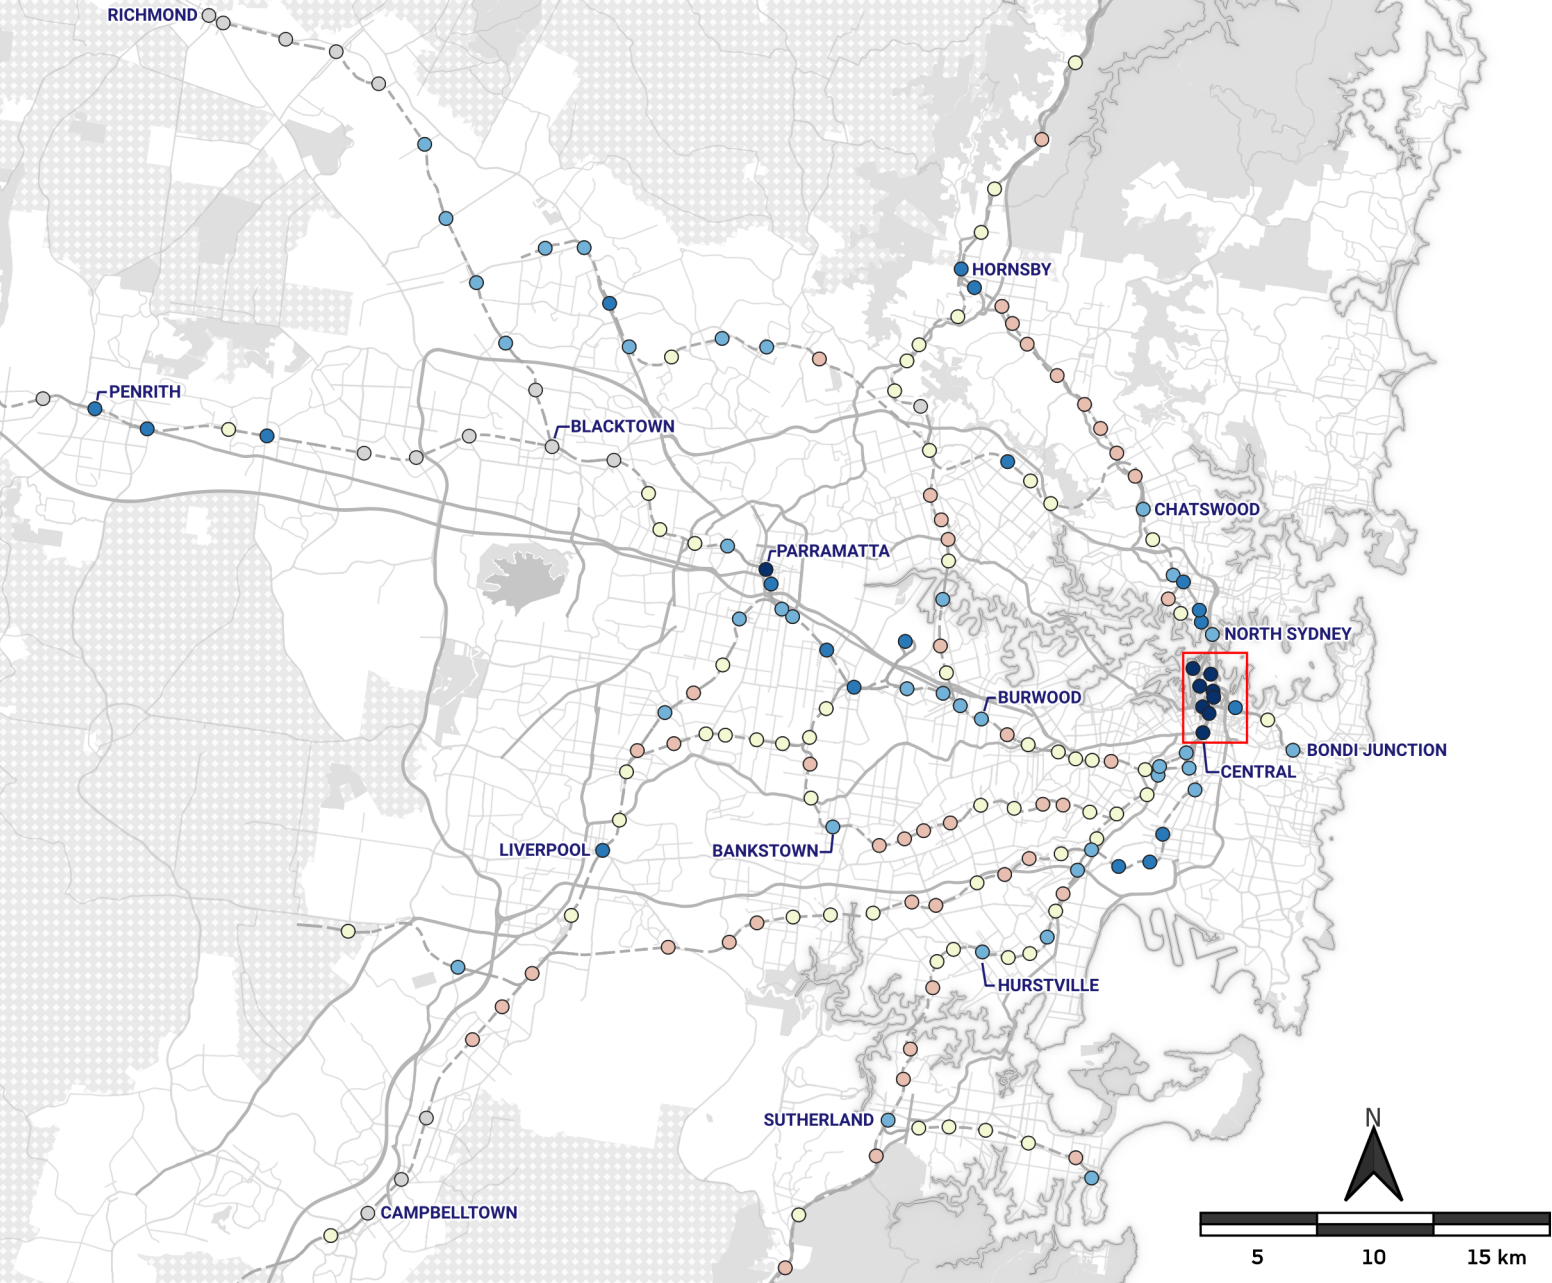 RICHMOND
HORNSBY
PENRITH
BLACKTOWN
CHATSWOOD
PARRAMATTA
NORTH SYDNEY
BURWOOD
BONDI JUNCTION
CENTRAL
LIVERPOOL
BANKSTOWN
HURSTVILLE
SUTHERLAND
CAMPBELLTOWN
N
5 10 15 km